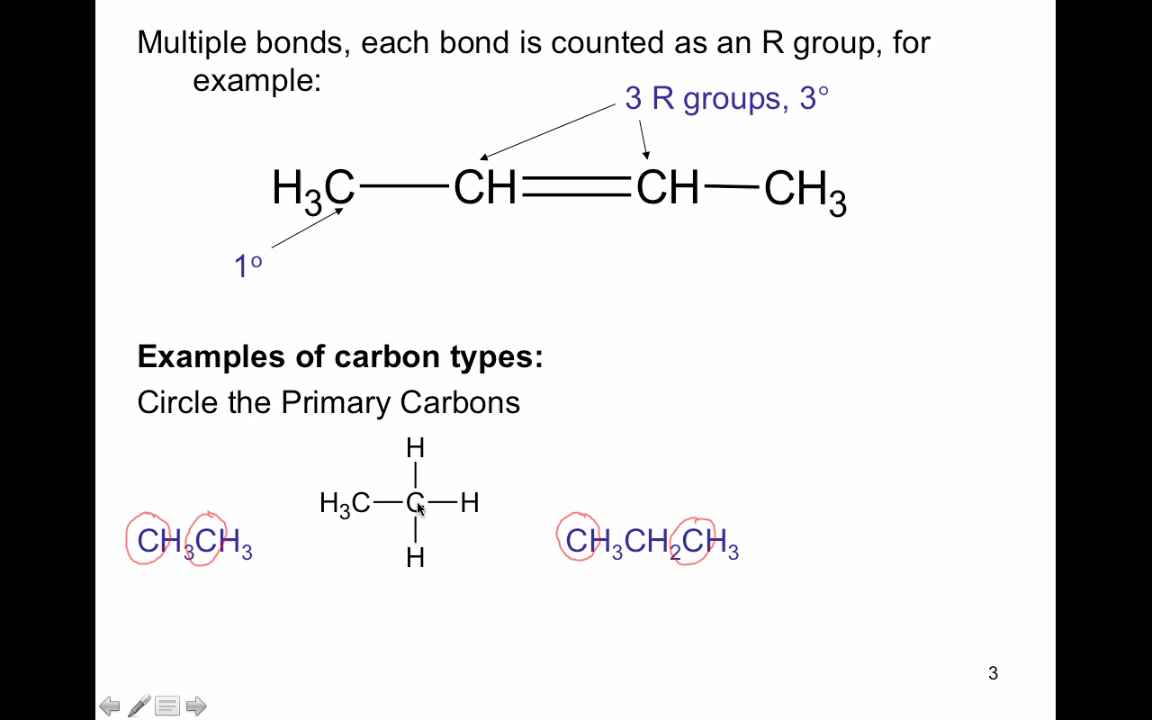 Multiple bonds, each bond is counted as an R group, for
example:
3 R groups, 3°
H₃C CH CH CH₃
1º
Examples of carbon types:
Circle the Primary Carbons
H
H₃C C H
H
CH₃CH₃
CH₃CH₂CH₃
3